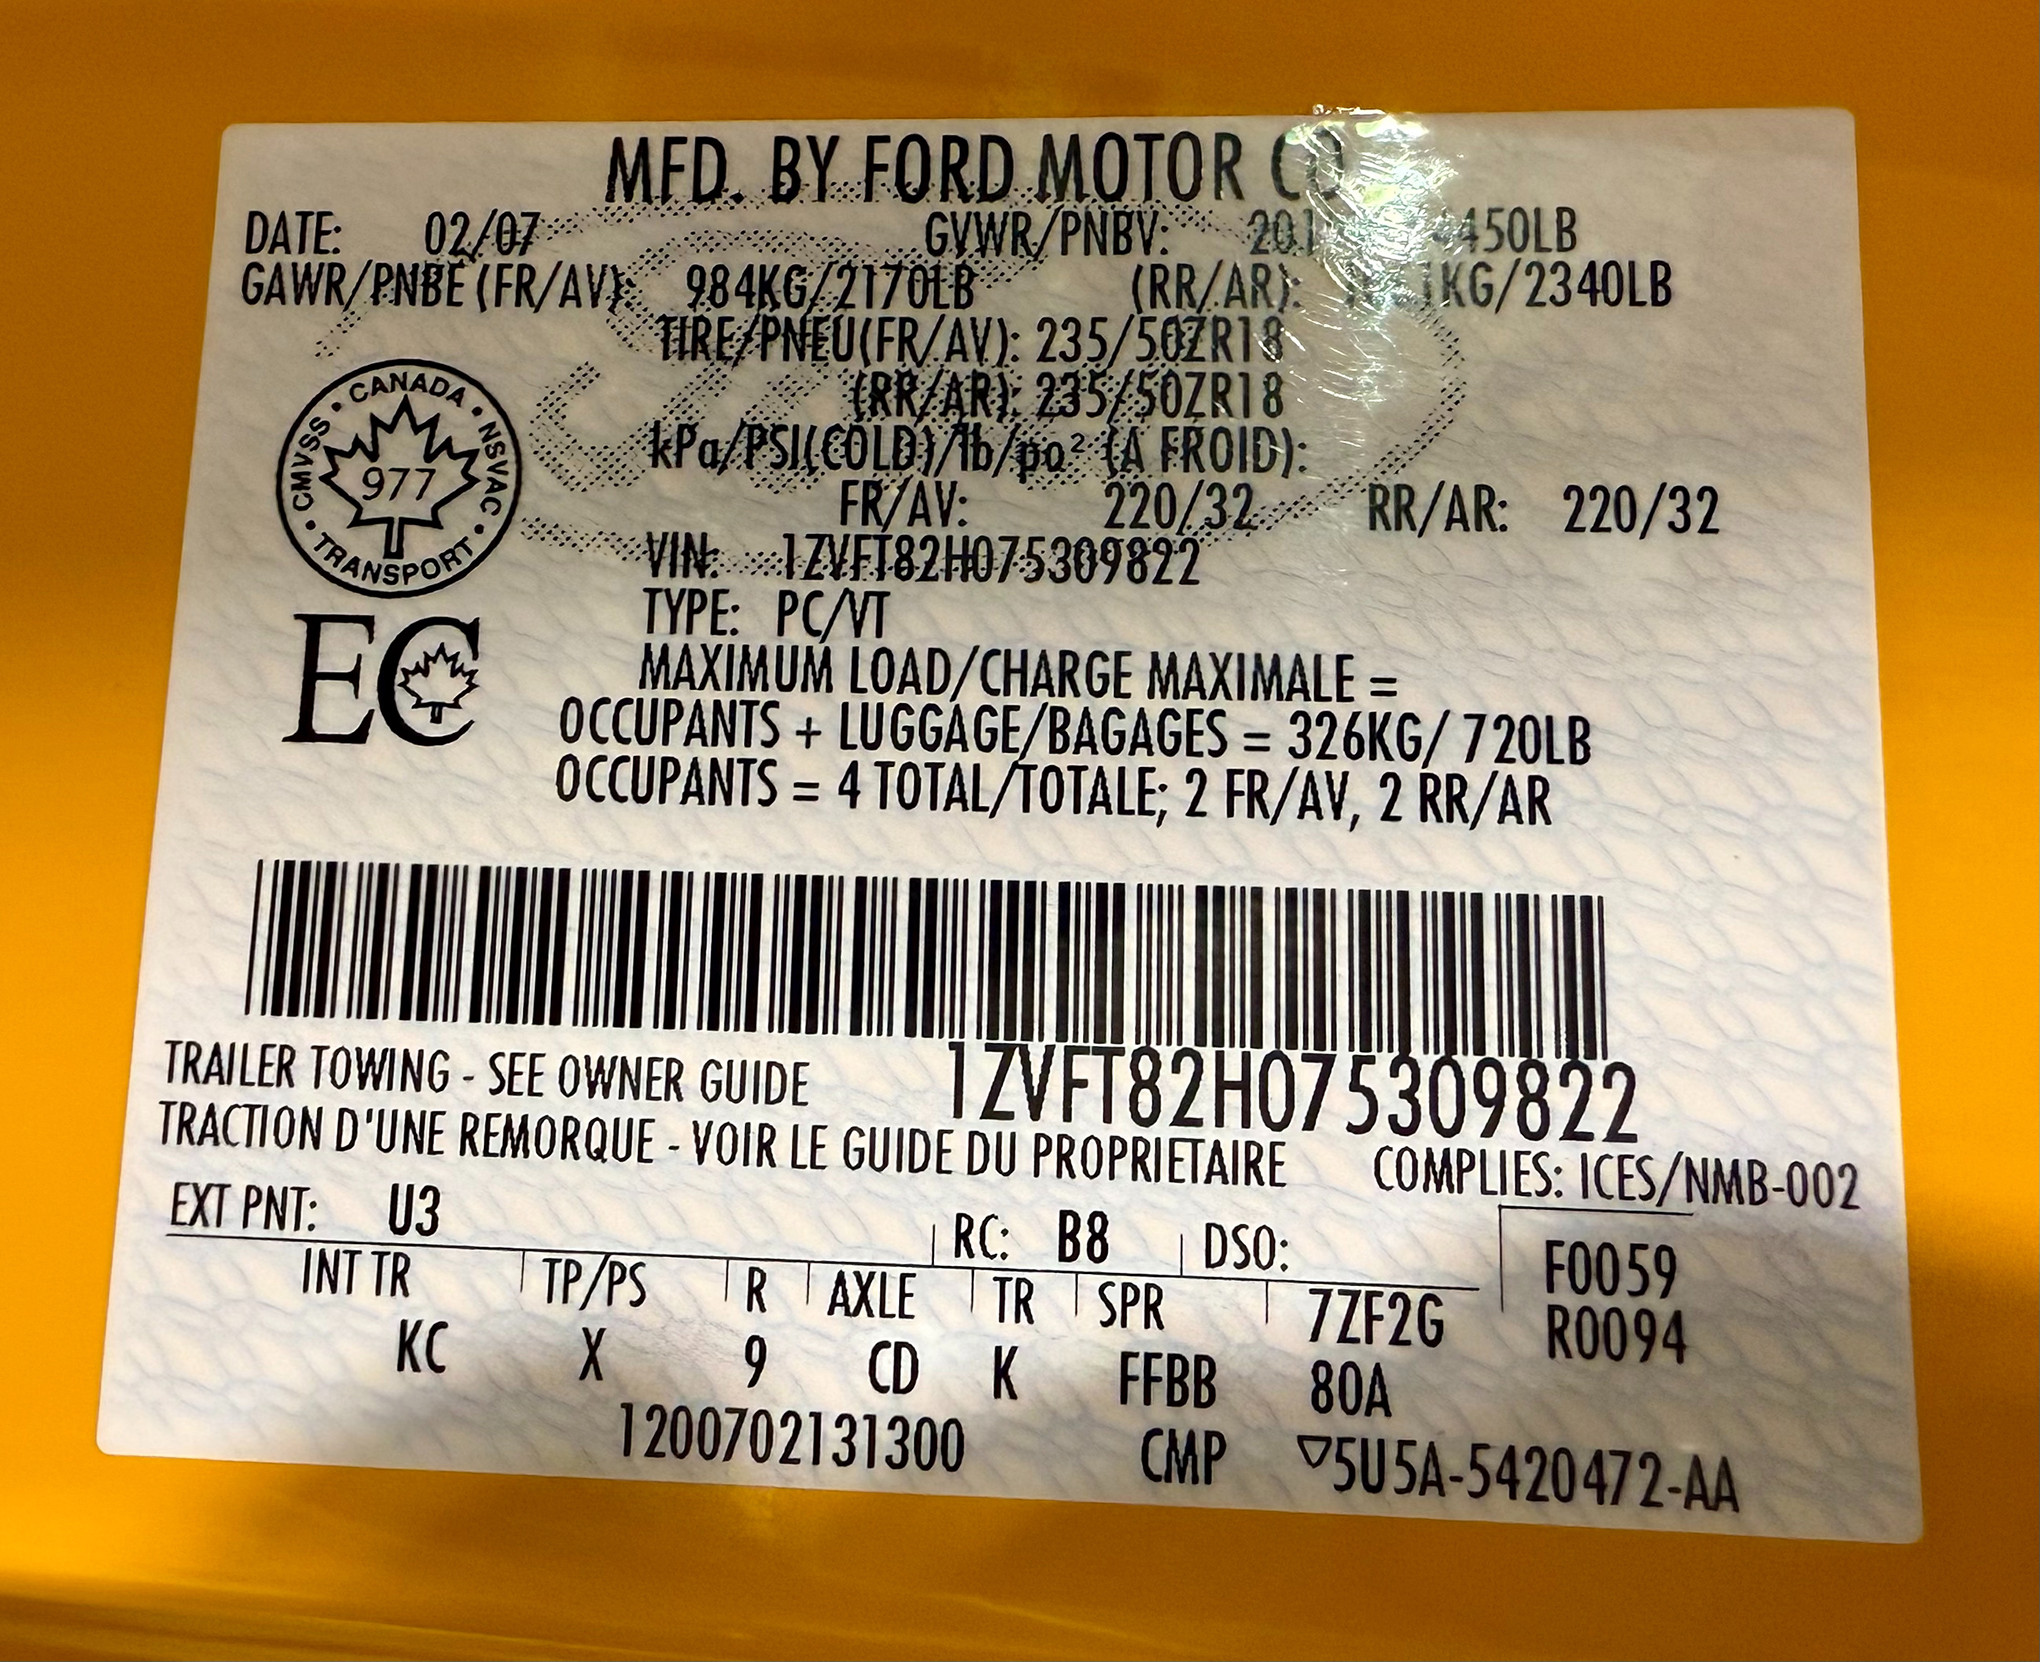 MFD. BY FORD MOTOR CO
DATE: 02/07 GVWR/PNBV: 4450LB
GAWR/PNBE (FR/AV): 984KG/2170LB (RR/AR): 2340LB
TIRE/PNEU(FR/AV): 235/50ZR18
(RR/AR): 235/50ZR18
kPa/PSI(COLD)/lb/po² (A FROID):
FR/AV: 220/32 RR/AR: 220/32
VIN: 1ZVFT82H075309822
TYPE: PC/VT
MAXIMUM LOAD/CHARGE MAXIMALE =
OCCUPANTS + LUGGAGE/BAGAGES = 326KG/ 720LB
OCCUPANTS = 4 TOTAL/TOTALE; 2 FR/AV, 2 RR/AR
CANADA • NSVAC • TRANSPORT • CMVSS •
977
EC
1ZVFT82H075309822
TRAILER TOWING - SEE OWNER GUIDE
TRACTION D'UNE REMORQUE - VOIR LE GUIDE DU PROPRIETAIRE
COMPLIES: ICES/NMB-002
EXT PNT: U3 RC: B8 DSO:
F0059
R0094
INT TR TP/PS R AXLE TR SPR 7ZF2G
KC X 9 CD K FFBB 80A
1200702131300 CMP ▽5U5A-5420472-AA